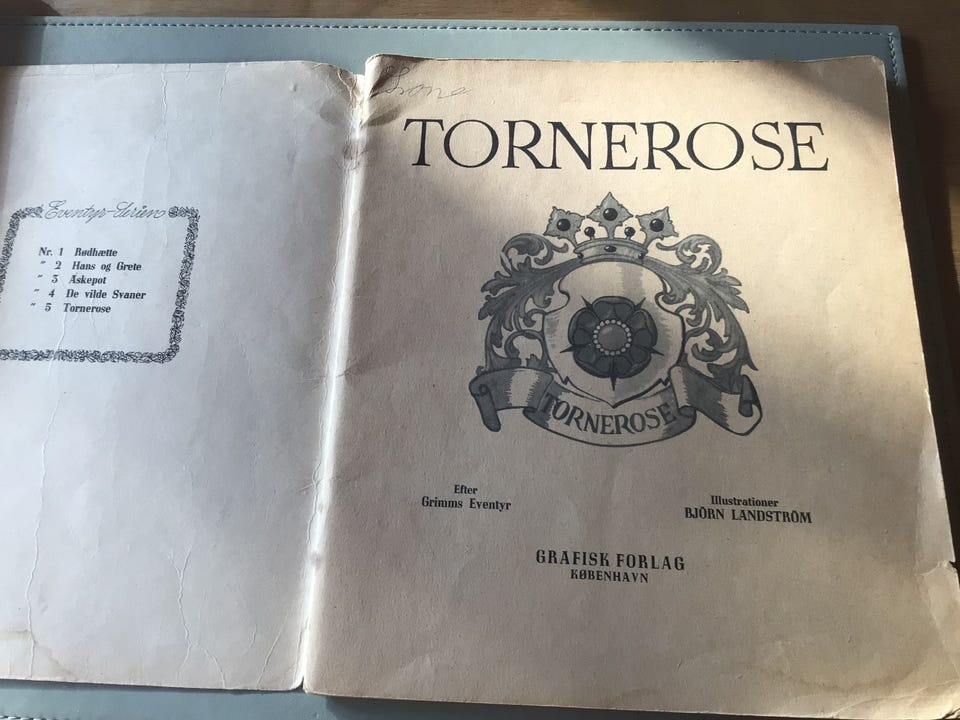 Eventyr-Serien
Nr. 1 Rødhætte
" 2 Hans og Grete
" 3 Askepot
" 4 De vilde Svaner
" 5 Tornerose
TORNEROSE
TORNEROSE
Efter
Grimms Eventyr
Illustrationer
BJÖRN LANDSTRÖM
GRAFISK FORLAG
KØBENHAVN